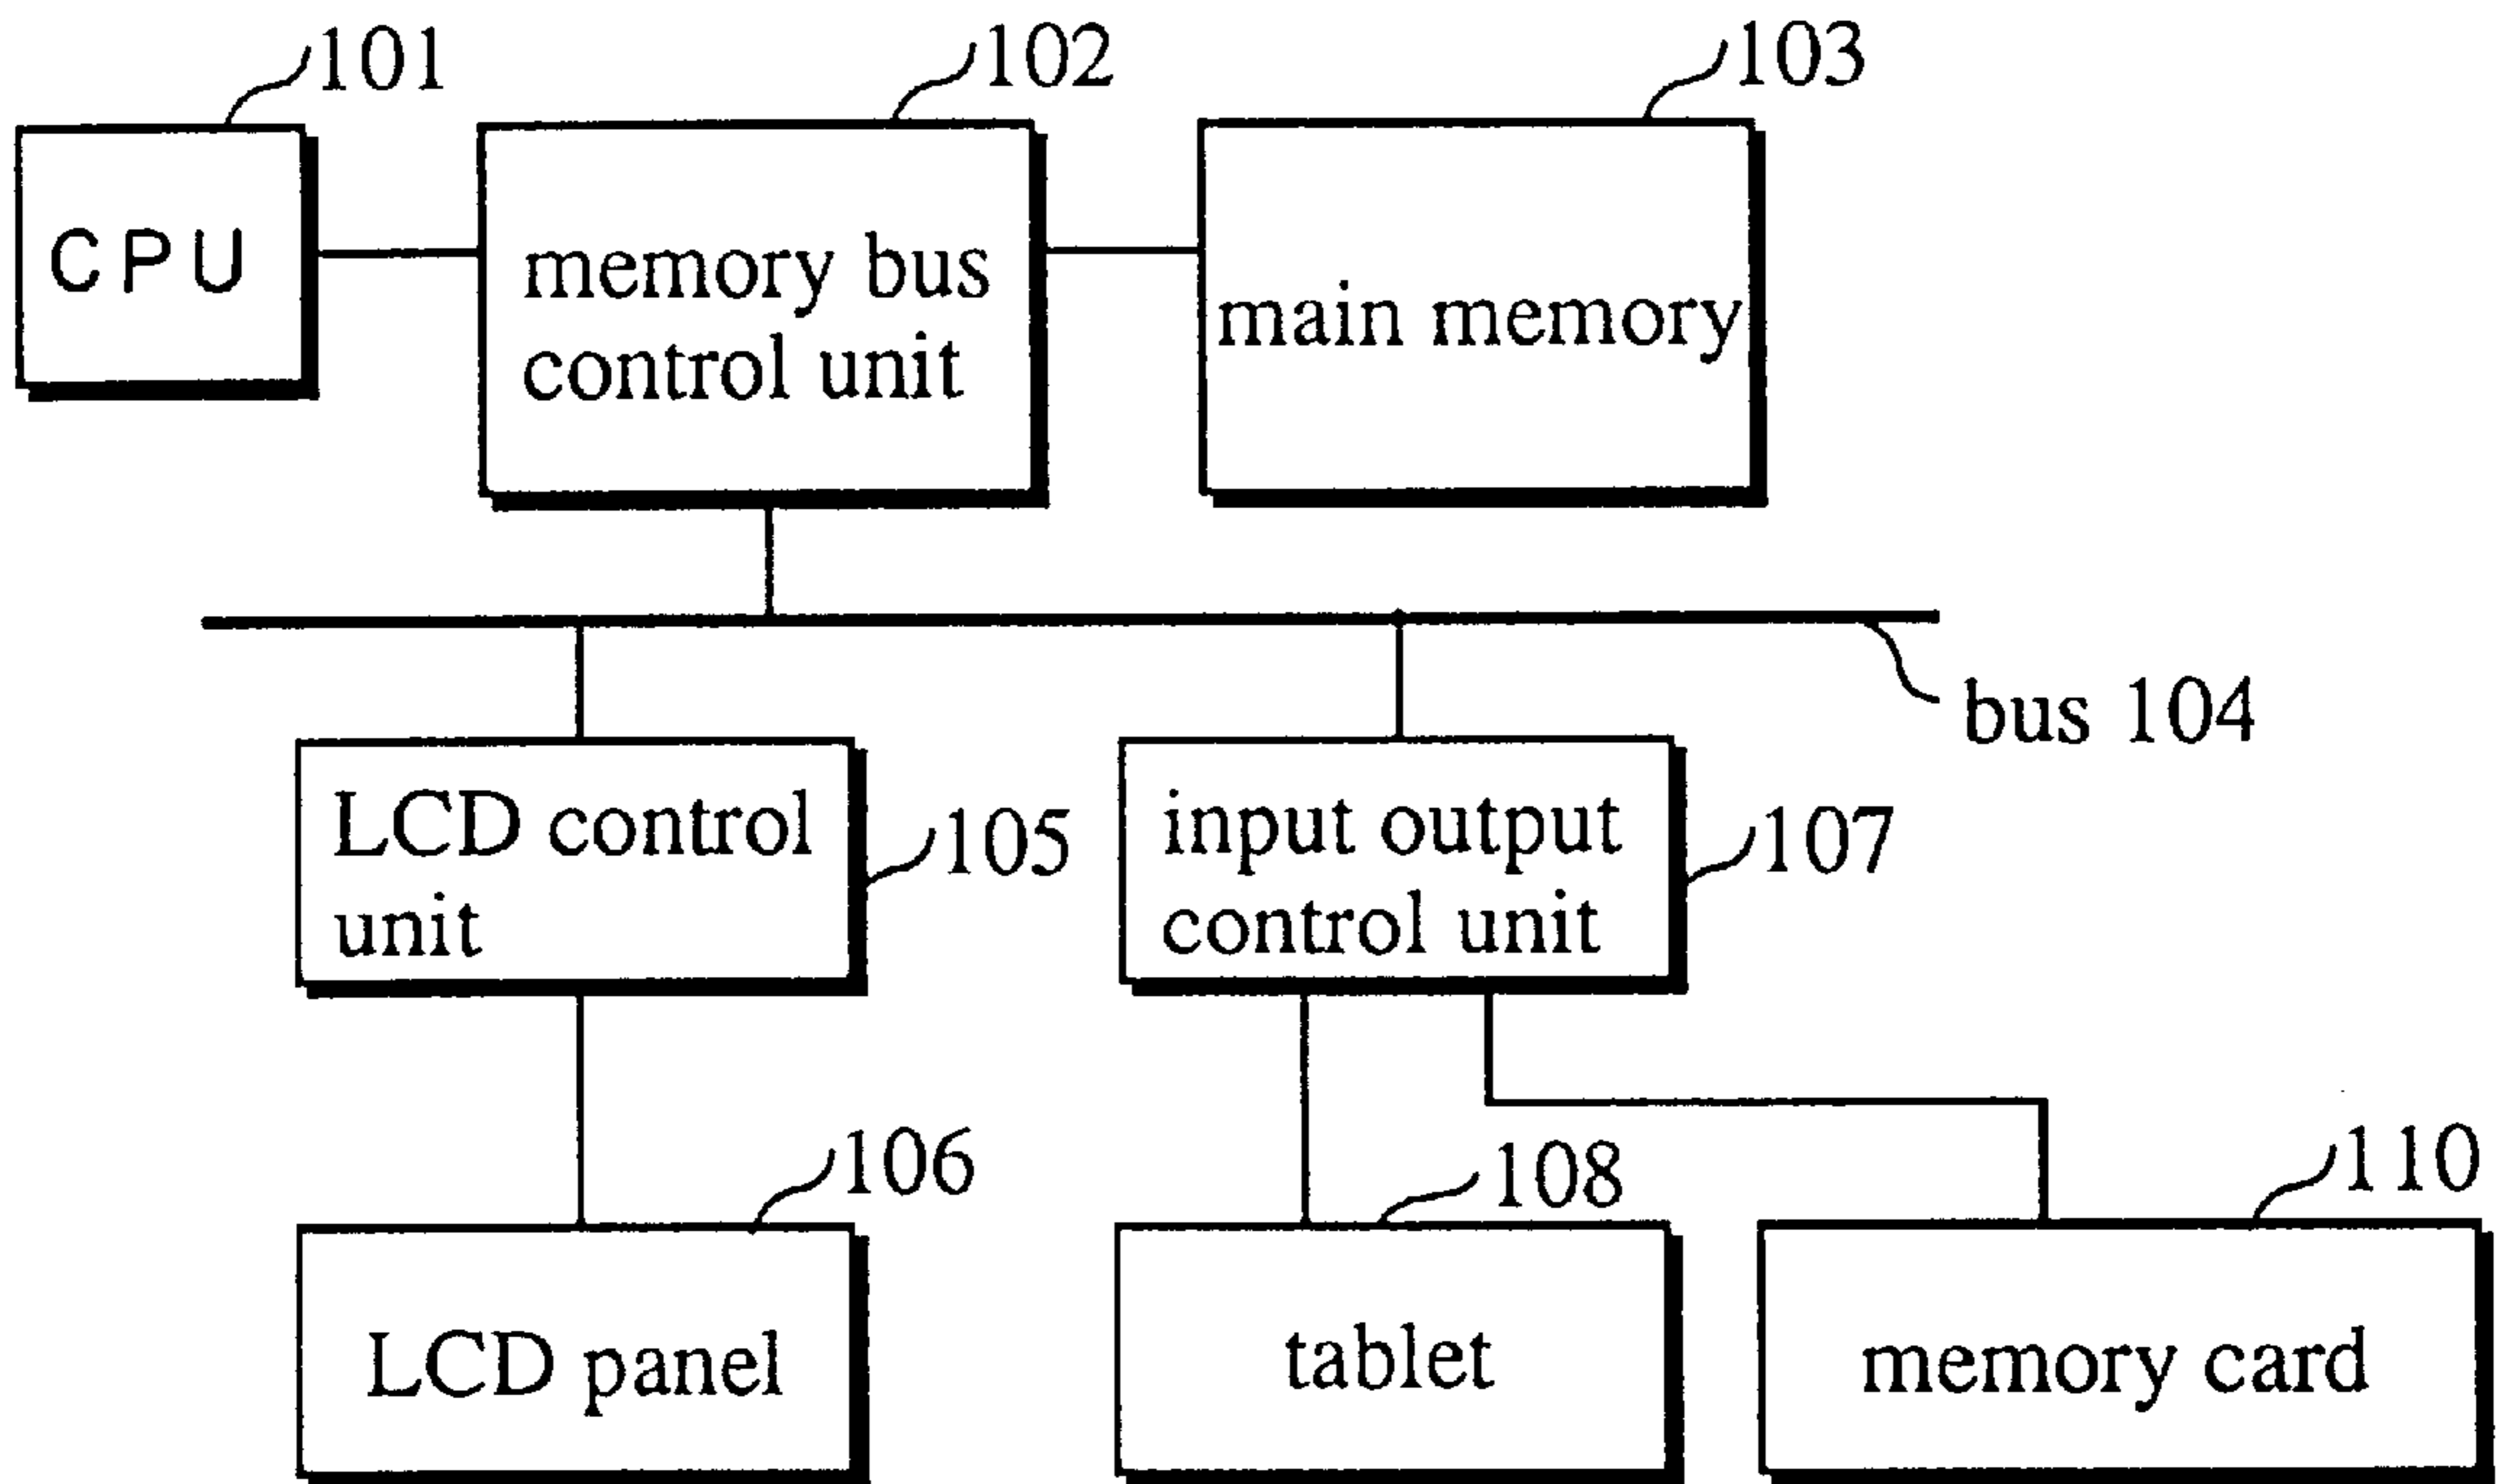 101
102
103
CPU
memory bus
control unit
main memory
bus 104
LCD control
unit
105
input output
control unit
107
106
108
110
LCD panel
tablet
memory card